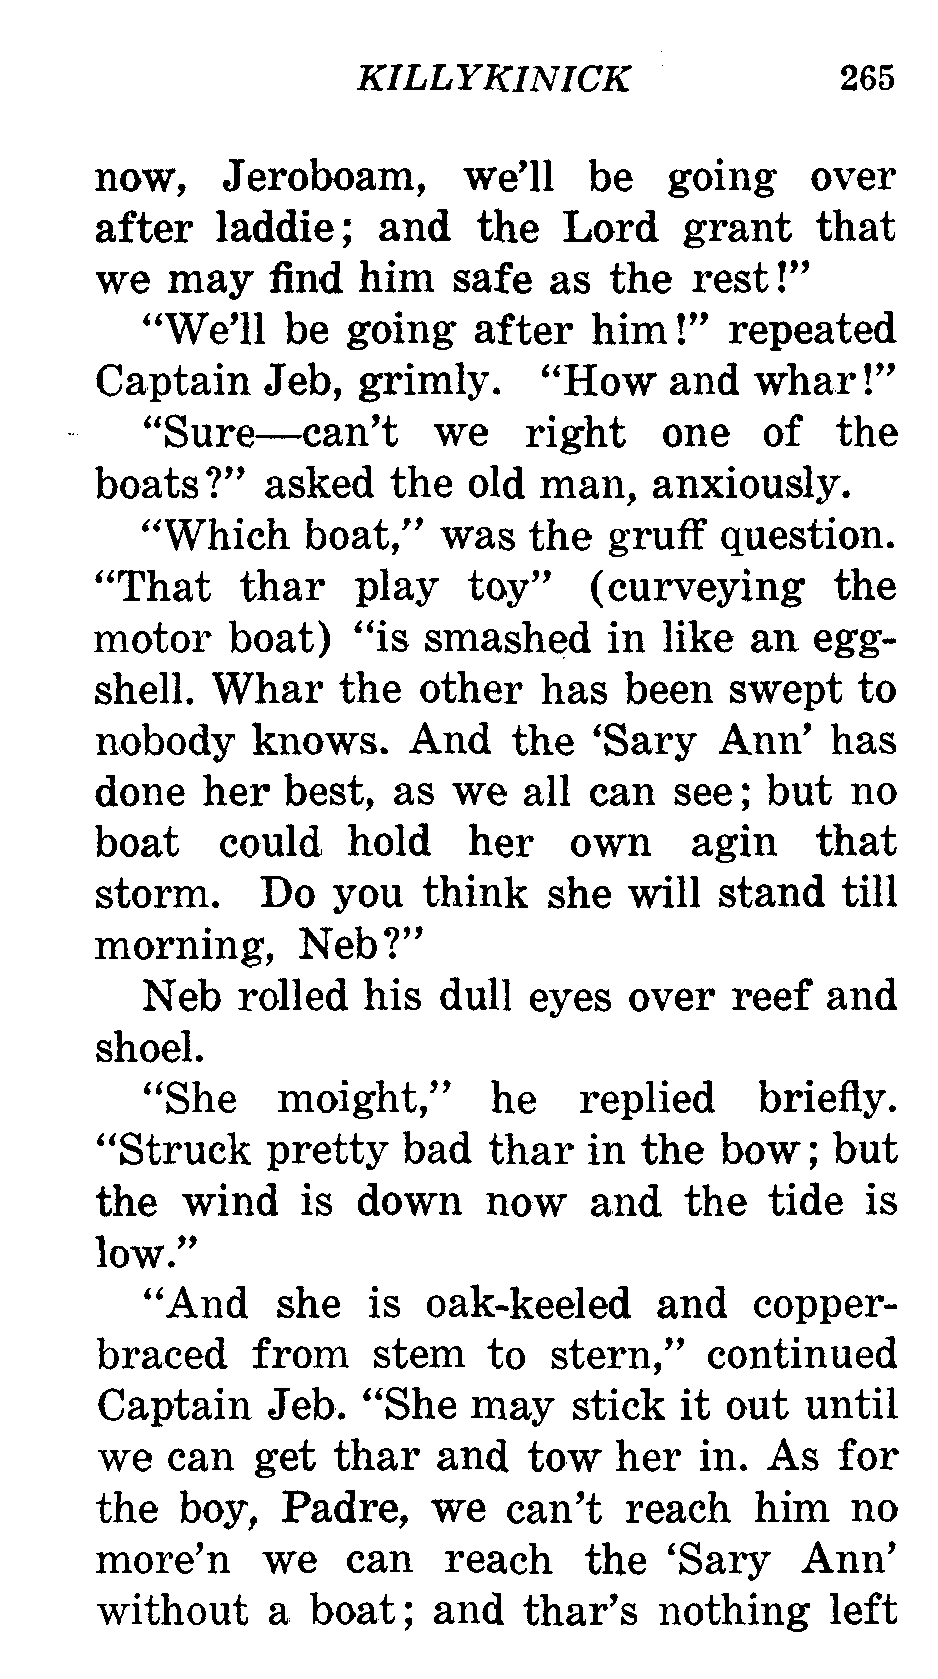 KILLYKINICK 265
now, Jeroboam, we'll be going over
after laddie; and the Lord grant that
we may find him safe as the rest!"
"We'll be going after him!" repeated
Captain Jeb, grimly. "How and whar!"
"Sure—can't we right one of the
boats?" asked the old man, anxiously.
"Which boat," was the gruff question.
"That thar play toy" (curveying the
motor boat) "is smashed in like an egg-
shell. Whar the other has been swept to
nobody knows. And the 'Sary Ann' has
done her best, as we all can see; but no
boat could hold her own agin that
storm. Do you think she will stand till
morning, Neb?"
Neb rolled his dull eyes over reef and
shoel.
"She moight," he replied briefly.
"Struck pretty bad thar in the bow; but
the wind is down now and the tide is
low."
"And she is oak-keeled and copper-
braced from stem to stern," continued
Captain Jeb. "She may stick it out until
we can get thar and tow her in. As for
the boy, Padre, we can't reach him no
more'n we can reach the 'Sary Ann'
without a boat; and thar's nothing left